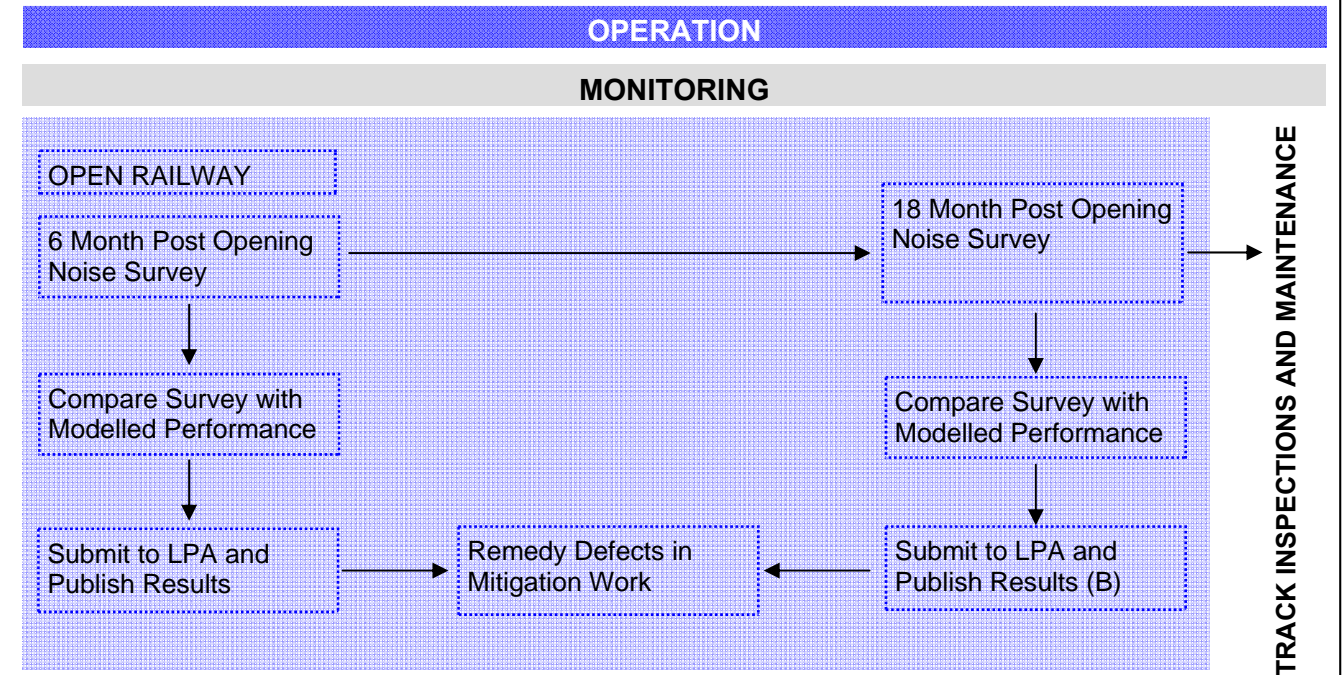 OPERATION
MONITORING
OPEN RAILWAY
6 Month Post Opening
Noise Survey
18 Month Post Opening
Noise Survey
Compare Survey with
Modelled Performance
Compare Survey with
Modelled Performance
Submit to LPA and
Publish Results
Remedy Defects in
Mitigation Work
Submit to LPA and
Publish Results (B)
TRACK INSPECTIONS AND MAINTENANCE